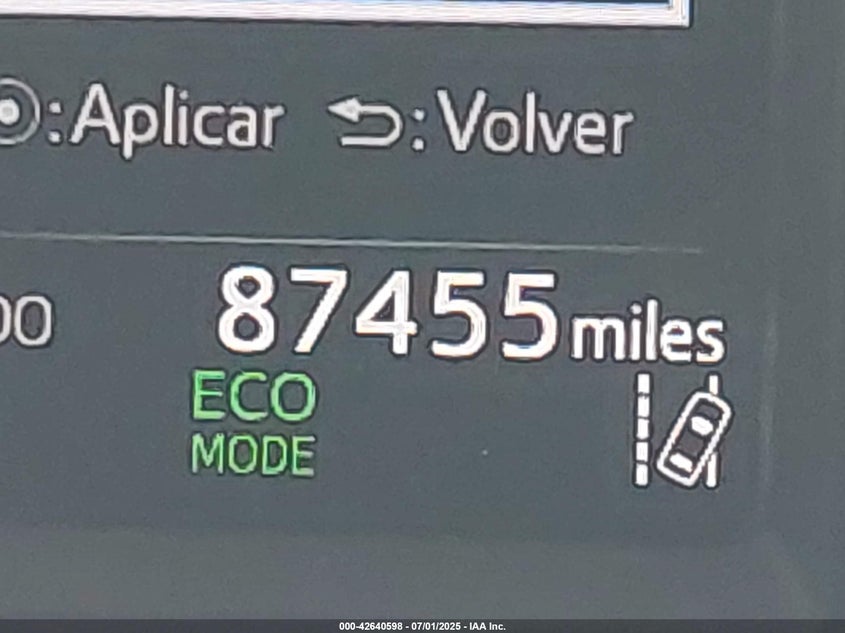 :Aplicar :Volver
00 87455 miles
ECO
MODE
000-42640598 - 07/01/2025 - IAA Inc.